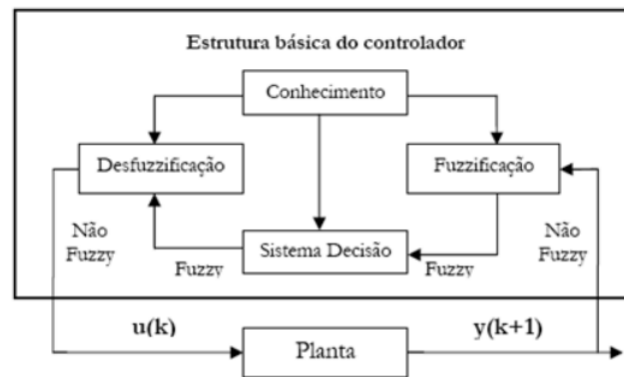 Estrutura básica do controlador
Conhecimento
Desfuzzificação
Fuzzificação
Não
Fuzzy
Fuzzy
Sistema Decisão
Fuzzy
Não
Fuzzy
u(k)
y(k+1)
Planta